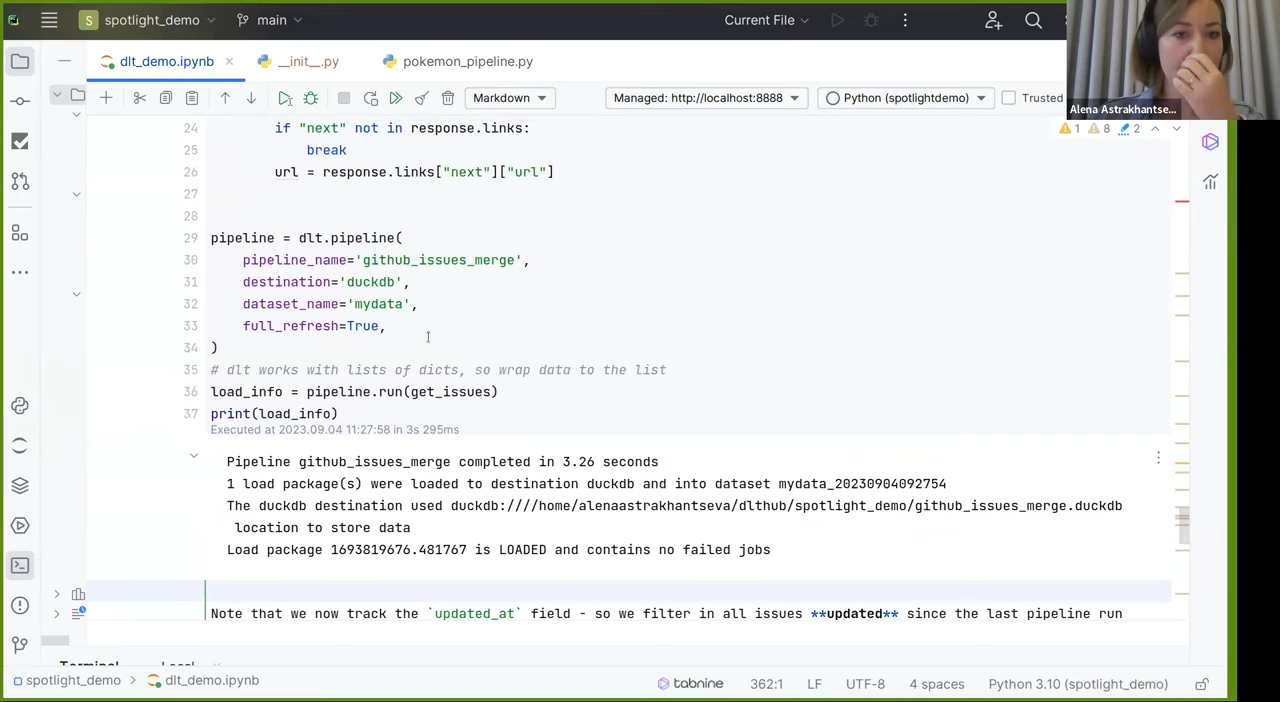 S spotlight_demo main Current File
dlt_demo.ipynb __init__.py pokemon_pipeline.py
Markdown Managed: http://localhost:8888 Python (spotlightdemo) Trusted
Alena Astrakhantse...
1 8 2
24 if "next" not in response.links:
25 break
26 url = response.links["next"]["url"]
27
28
29 pipeline = dlt.pipeline(
30 pipeline_name='github_issues_merge',
31 destination='duckdb',
32 dataset_name='mydata',
33 full_refresh=True,
34 )
35 # dlt works with lists of dicts, so wrap data to the list
36 load_info = pipeline.run(get_issues)
37 print(load_info)
Executed at 2023.09.04 11:27:58 in 3s 295ms
Pipeline github_issues_merge completed in 3.26 seconds
1 load package(s) were loaded to destination duckdb and into dataset mydata_20230904092754
The duckdb destination used duckdb:////home/alenaastrakhantseva/dlthub/spotlight_demo/github_issues_merge.duckdb
location to store data
Load package 1693819676.481767 is LOADED and contains no failed jobs
Note that we now track the `updated_at` field - so we filter in all issues **updated** since the last pipeline run
Terminal Local
spotlight_demo > dlt_demo.ipynb tabnine 362:1 LF UTF-8 4 spaces Python 3.10 (spotlight_demo)